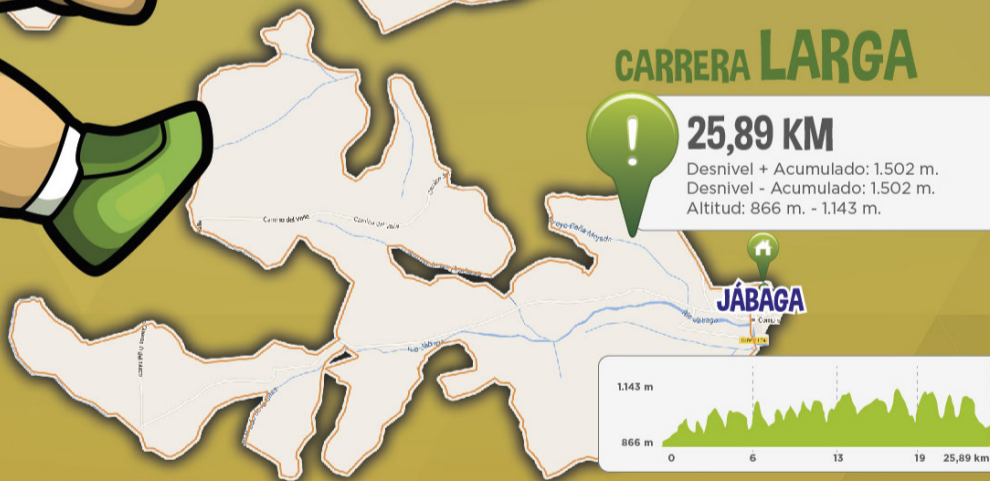 CARRERA LARGA
25,89 KM
Desnivel + Acumulado: 1.502 m.
Desnivel - Acumulado: 1.502 m.
Altitud: 866 m. - 1.143 m.
JÁBAGA
1.143 m
866 m
0 6 13 19 25,89 km